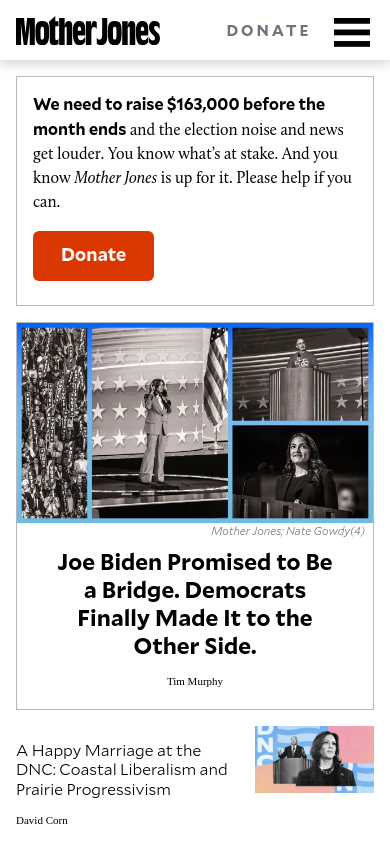 Mother Jones
DONATE
We need to raise $163,000 before the
month ends and the election noise and news
get louder. You know what’s at stake. And you
know Mother Jones is up for it. Please help if you
can.
Donate
Mother Jones; Nate Gowdy(4)
Joe Biden Promised to Be
a Bridge. Democrats
Finally Made It to the
Other Side.
Tim Murphy
A Happy Marriage at the
DNC: Coastal Liberalism and
Prairie Progressivism
David Corn